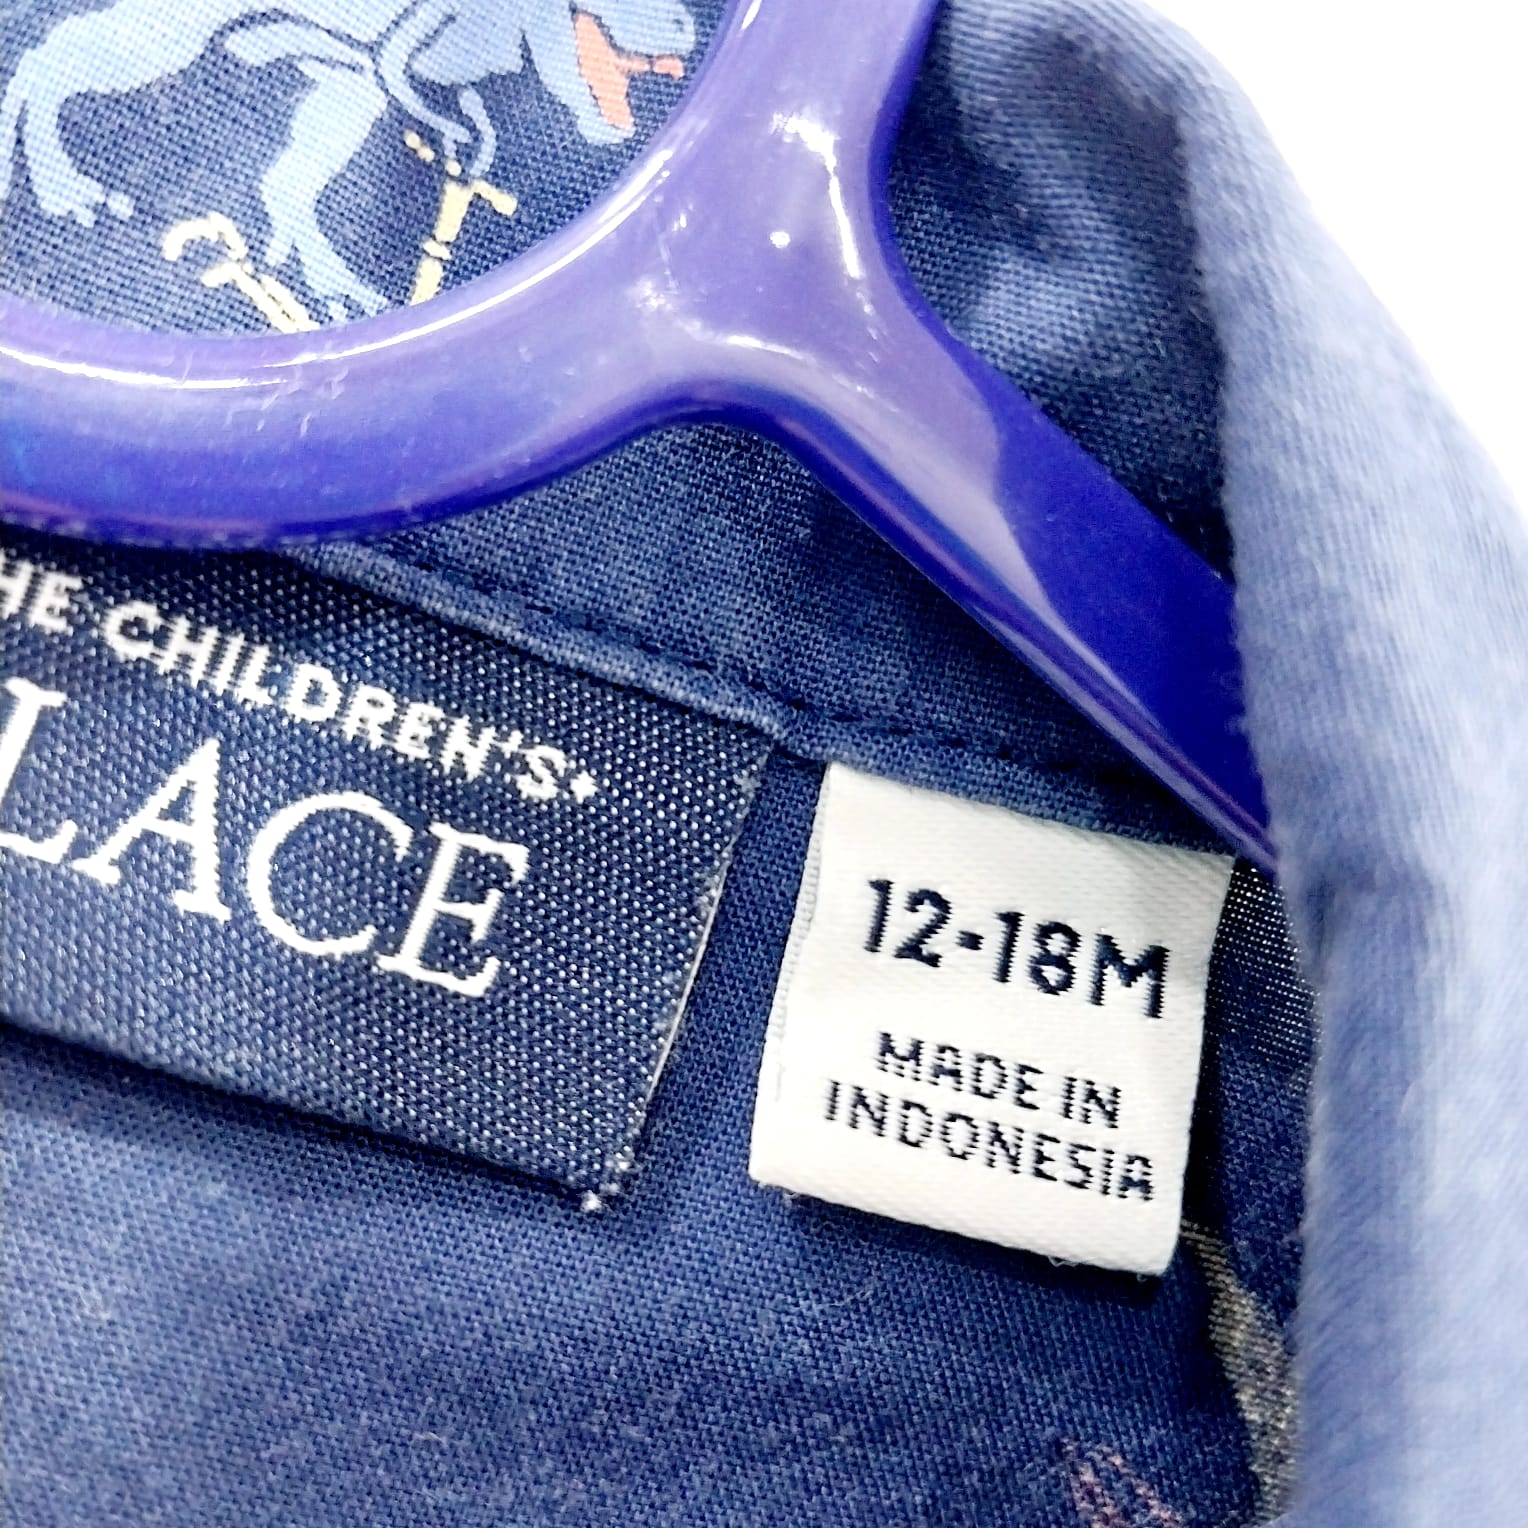 HE CHILDREN'S
LACE
12-18M
MADE IN
INDONESIA